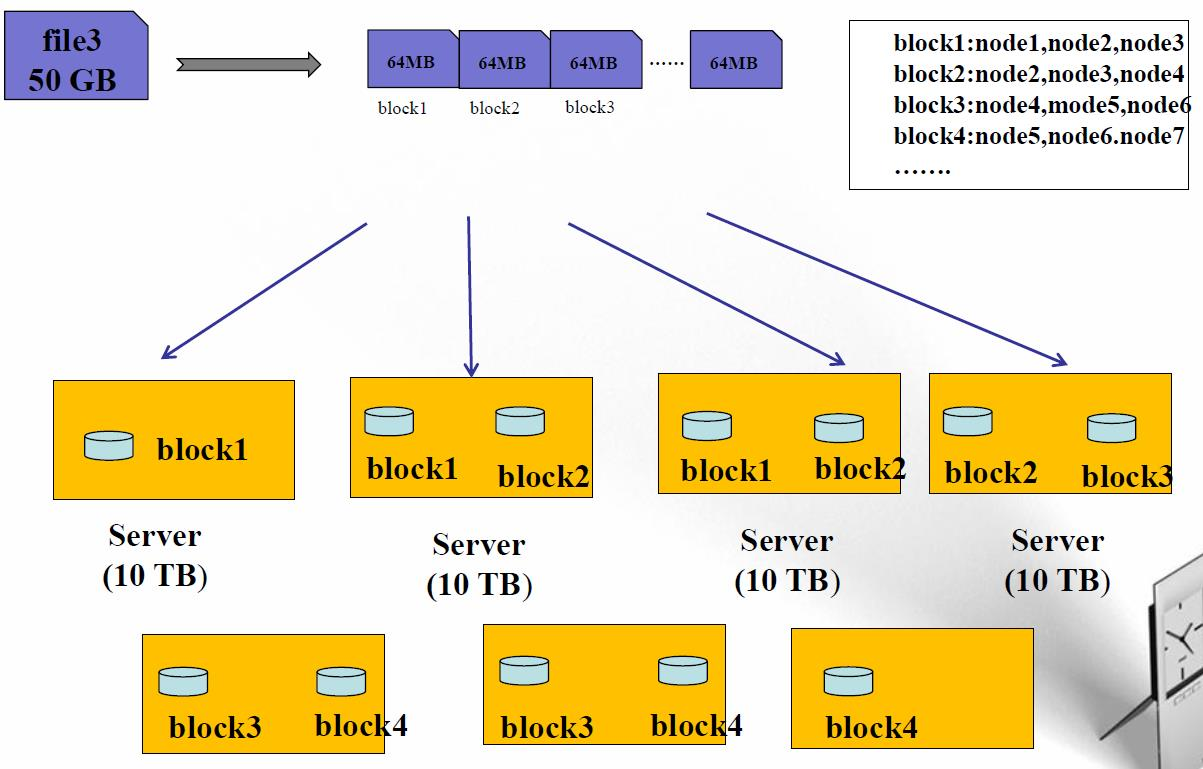 file3
50 GB
64MB 64MB 64MB ...... 64MB
block1 block2 block3
block1:node1,node2,node3
block2:node2,node3,node4
block3:node4,mode5,node6
block4:node5,node6.node7
…….
block1
block1 block2
block1 block2
block2 block3
Server
(10 TB)
Server
(10 TB)
Server
(10 TB)
Server
(10 TB)
block3 block4
block3 block4
block4